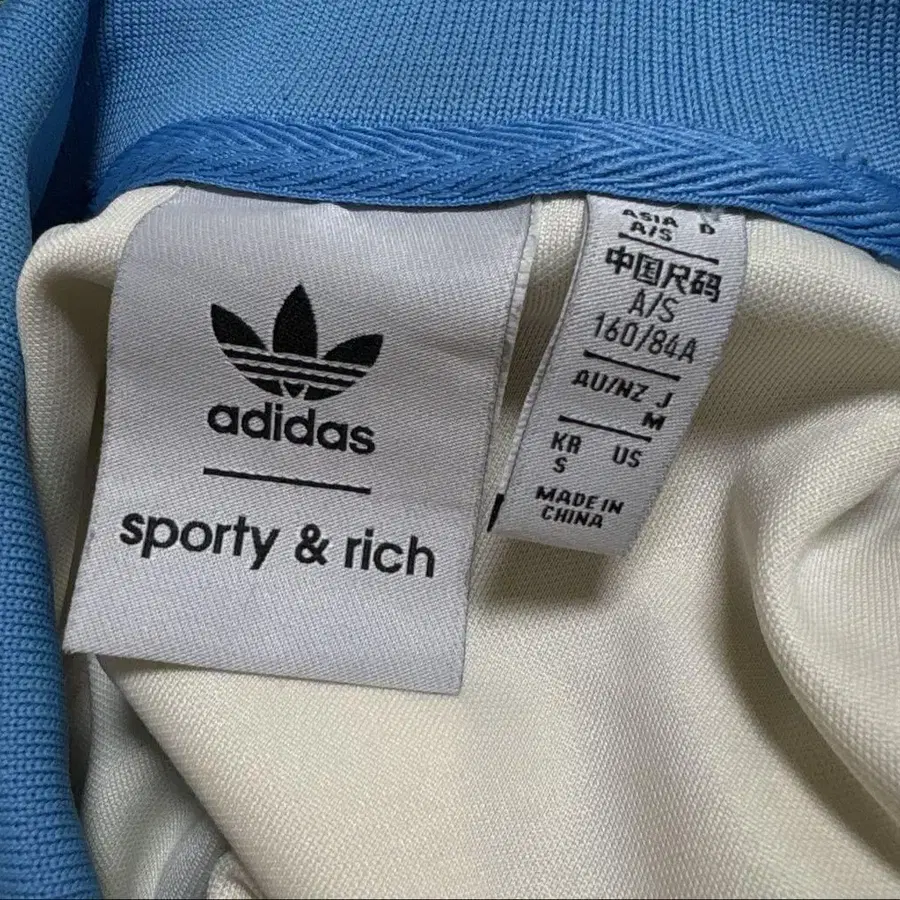 adidas
sporty & rich
ASIA
A/S D
中国尺码
A/S
160/84A
AU/NZ J
M
KR US
S
MADE IN
CHINA